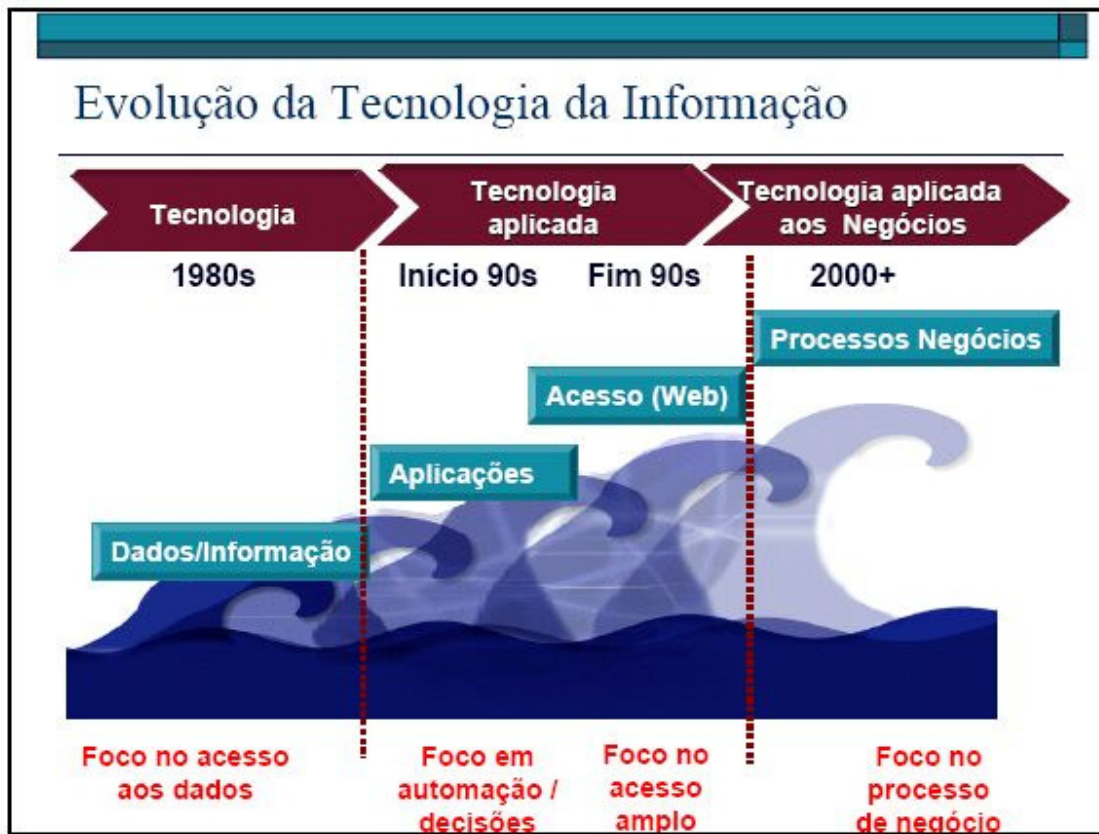 Evolução da Tecnologia da Informação
Tecnologia
Tecnologia
aplicada
Tecnologia aplicada
aos Negócios
1980s
Início 90s
Fim 90s
2000+
Processos Negócios
Acesso (Web)
Aplicações
Dados/Informação
Foco no acesso
aos dados
Foco em
automação /
decisões
Foco no
acesso
amplo
Foco no
processo
de negócio